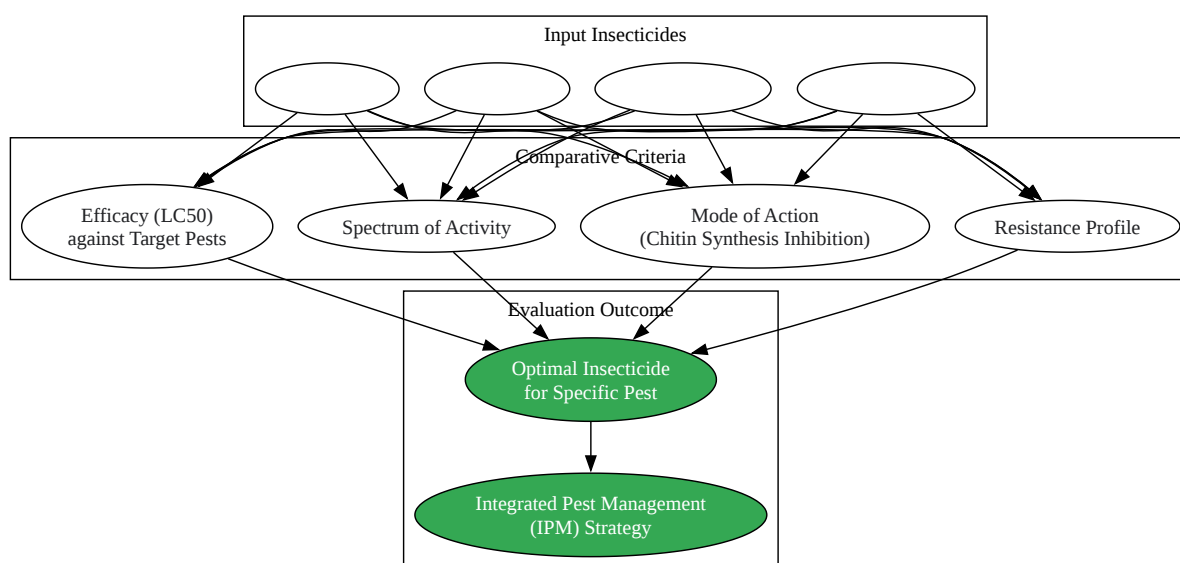 Input Insecticides
Comparative Criteria
Efficacy (LC50)
against Target Pests
Spectrum of Activity
Mode of Action
(Chitin Synthesis Inhibition)
Resistance Profile
Evaluation Outcome
Optimal Insecticide
for Specific Pest
Integrated Pest Management
(IPM) Strategy